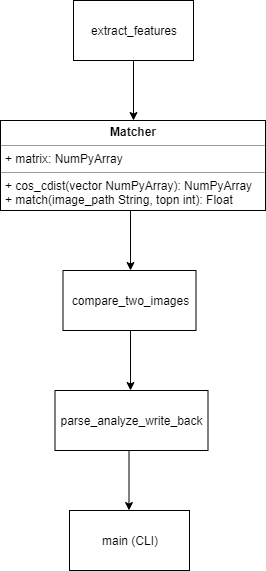 extract_features
Matcher
+ matrix: NumPyArray
+ cos_cdist(vector NumPyArray): NumPyArray
+ match(image_path String, topn int): Float
compare_two_images
parse_analyze_write_back
main (CLI)